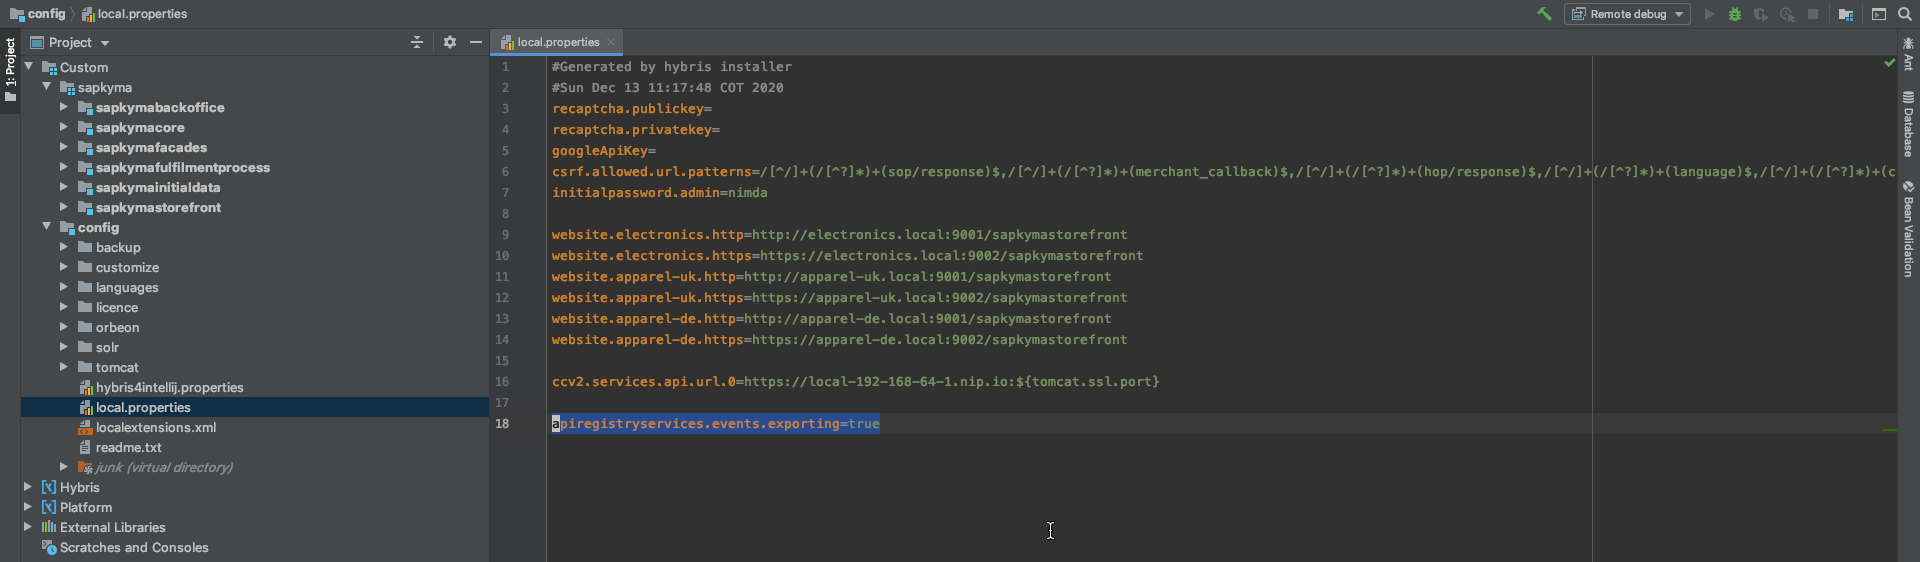 config local.properties
Remote debug
1: Project
Project
local.properties
Custom
sapkyma
sapkymabackoffice
sapkymacore
sapkymafacades
sapkymafulfilmentprocess
sapkymainitialdata
sapkymastorefront
config
backup
customize
languages
licence
orbeon
solr
tomcat
hybris4intellij.properties
local.properties
localextensions.xml
readme.txt
junk (virtual directory)
Hybris
Platform
External Libraries
Scratches and Consoles
1 #Generated by hybris installer
2 #Sun Dec 13 11:17:48 COT 2020
3 recaptcha.publickey=
4 recaptcha.privatekey=
5 googleApiKey=
6 csrf.allowed.url.patterns=/[^/]+(/[^?]*)+(sop/response)$,/[^/]+(/[^?]*)+(merchant_callback)$,/[^/]+(/[^?]*)+(hop/response)$,/[^/]+(/[^?]*)+(language)$,/[^/]+(/[^?]*)+(c
7 initialpassword.admin=nimda
8
9 website.electronics.http=http://electronics.local:9001/sapkymastorefront
10 website.electronics.https=https://electronics.local:9002/sapkymastorefront
11 website.apparel-uk.http=http://apparel-uk.local:9001/sapkymastorefront
12 website.apparel-uk.https=https://apparel-uk.local:9002/sapkymastorefront
13 website.apparel-de.http=http://apparel-de.local:9001/sapkymastorefront
14 website.apparel-de.https=https://apparel-de.local:9002/sapkymastorefront
15
16 ccv2.services.api.url.0=https://local-192-168-64-1.nip.io:${tomcat.ssl.port}
17
18 apiregistryservices.events.exporting=true
Ant
Database
Bean Validation